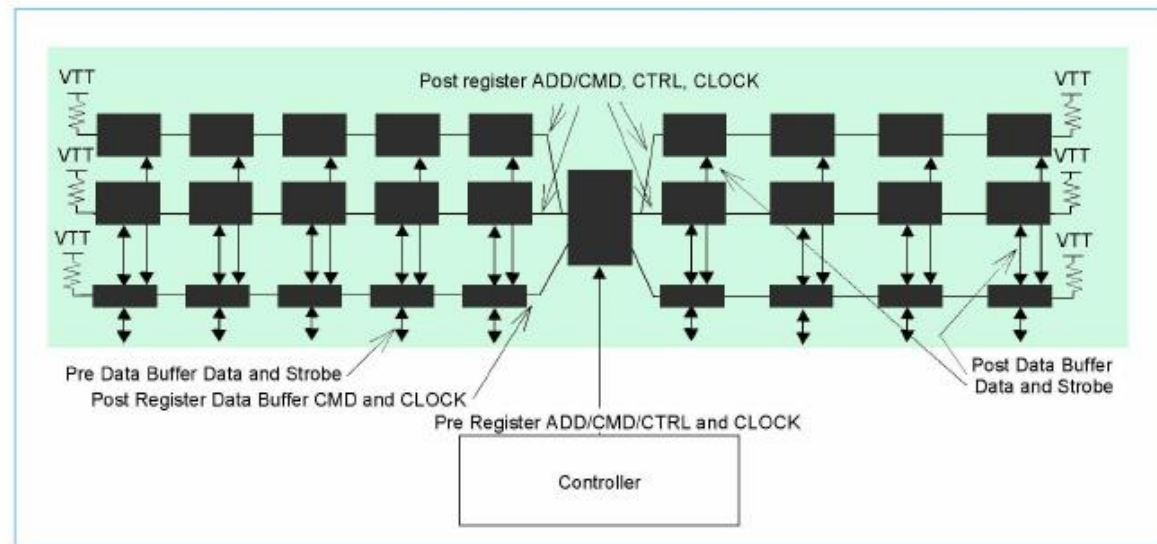 VTT
VTT
Post register ADD/CMD, CTRL, CLOCK
VTT
VTT
VTT
VTT
Pre Data Buffer Data and Strobe
Post Data Buffer
Data and Strobe
Post Register Data Buffer CMD and CLOCK
Pre Register ADD/CMD/CTRL and CLOCK
Controller